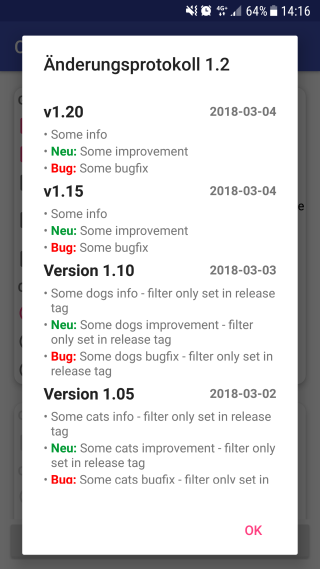 4G+ 64% 14:16
Änderungsprotokoll 1.2
v1.20 2018-03-04
• Some info
• Neu: Some improvement
• Bug: Some bugfix
v1.15 2018-03-04
• Some info
• Neu: Some improvement
• Bug: Some bugfix
Version 1.10 2018-03-03
• Some dogs info - filter only set in release
tag
• Neu: Some dogs improvement - filter
only set in release tag
• Bug: Some dogs bugfix - filter only set in
release tag
Version 1.05 2018-03-02
• Some cats info - filter only set in release
tag
• Neu: Some cats improvement - filter only
set in release tag
• Bug: Some cats bugfix - filter only set in
OK